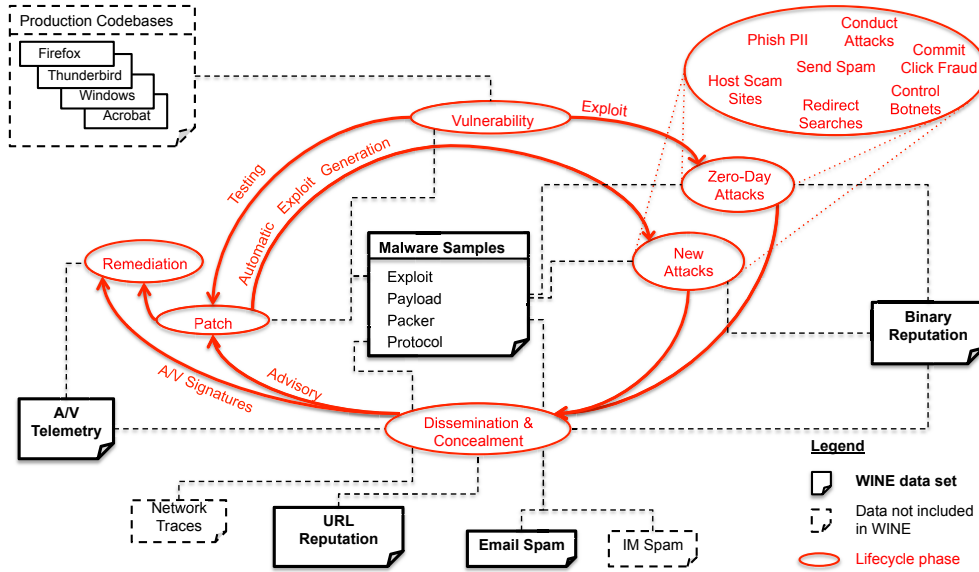 Production Codebases
Firefox
Thunderbird
Windows
Acrobat
Phish PII
Conduct
Attacks
Commit
Click Fraud
Send Spam
Host Scam
Sites
Control
Botnets
Redirect
Searches
Vulnerability
Exploit
Testing
Automatic Exploit Generation
Zero-Day
Attacks
New
Attacks
Remediation
Patch
Malware Samples
Exploit
Payload
Packer
Protocol
Binary
Reputation
A/V Signatures
Advisory
A/V
Telemetry
Dissemination &
Concealment
Network
Traces
URL
Reputation
Email Spam
IM Spam
Legend
WINE data set
Data not included
in WINE
Lifecycle phase